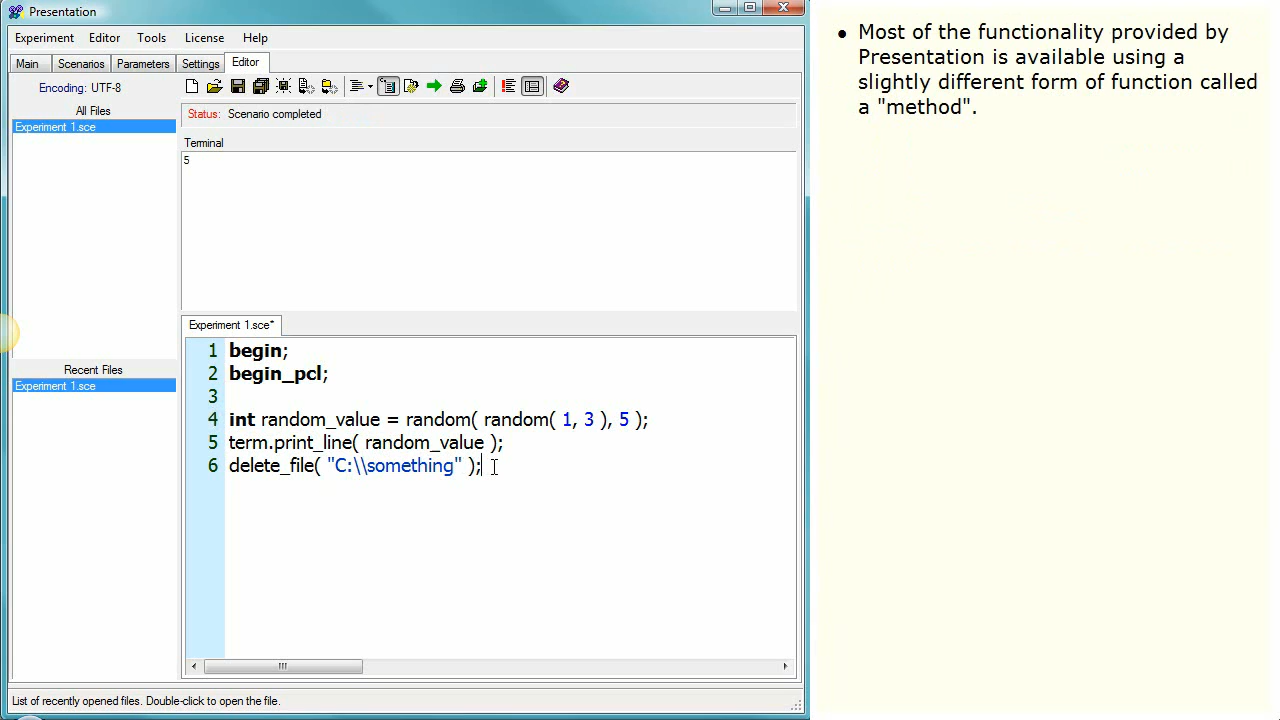 Presentation
Experiment Editor Tools License Help
Main Scenarios Parameters Settings Editor
Encoding: UTF-8
All Files
Experiment 1.sce
Recent Files
Experiment 1.sce
Status: Scenario completed
Terminal
5
Experiment 1.sce*
1 begin;
2 begin_pcl;
3
4 int random_value = random( random( 1, 3 ), 5 );
5 term.print_line( random_value );
6 delete_file( "C:\\something" );
List of recently opened files. Double-click to open the file.
• Most of the functionality provided by
Presentation is available using a
slightly different form of function called
a "method".